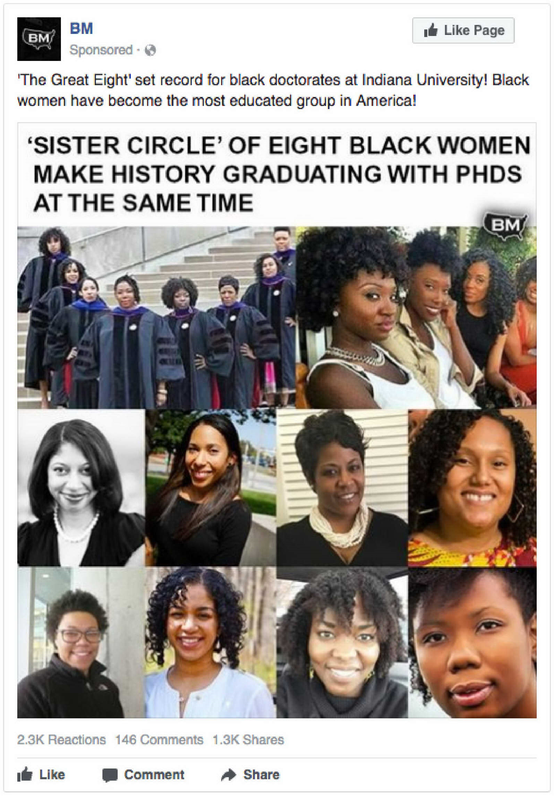 BM
BM
Like Page
Sponsored ·
'The Great Eight' set record for black doctorates at Indiana University! Black
women have become the most educated group in America!
‘SISTER CIRCLE’ OF EIGHT BLACK WOMEN
MAKE HISTORY GRADUATING WITH PHDS
AT THE SAME TIME
BM
2.3K Reactions 146 Comments 1.3K Shares
Like Comment Share